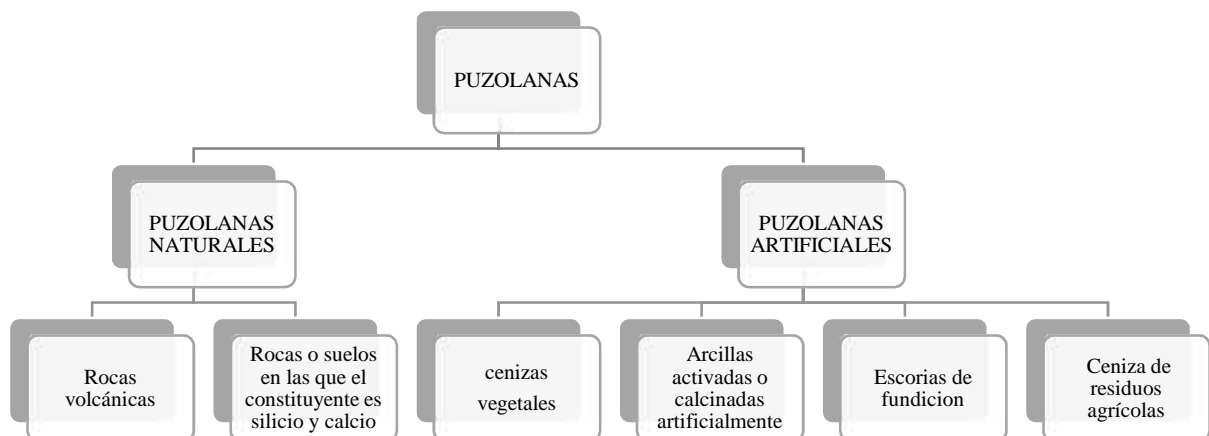 PUZOLANAS
PUZOLANAS
NATURALES
PUZOLANAS
ARTIFICIALES
Rocas
volcánicas
Rocas o suelos
en las que el
constituyente es
silicio y calcio
cenizas
vegetales
Arcillas
activadas o
calcinadas
artificialmente
Escorias de
fundicion
Ceniza de
residuos
agrícolas